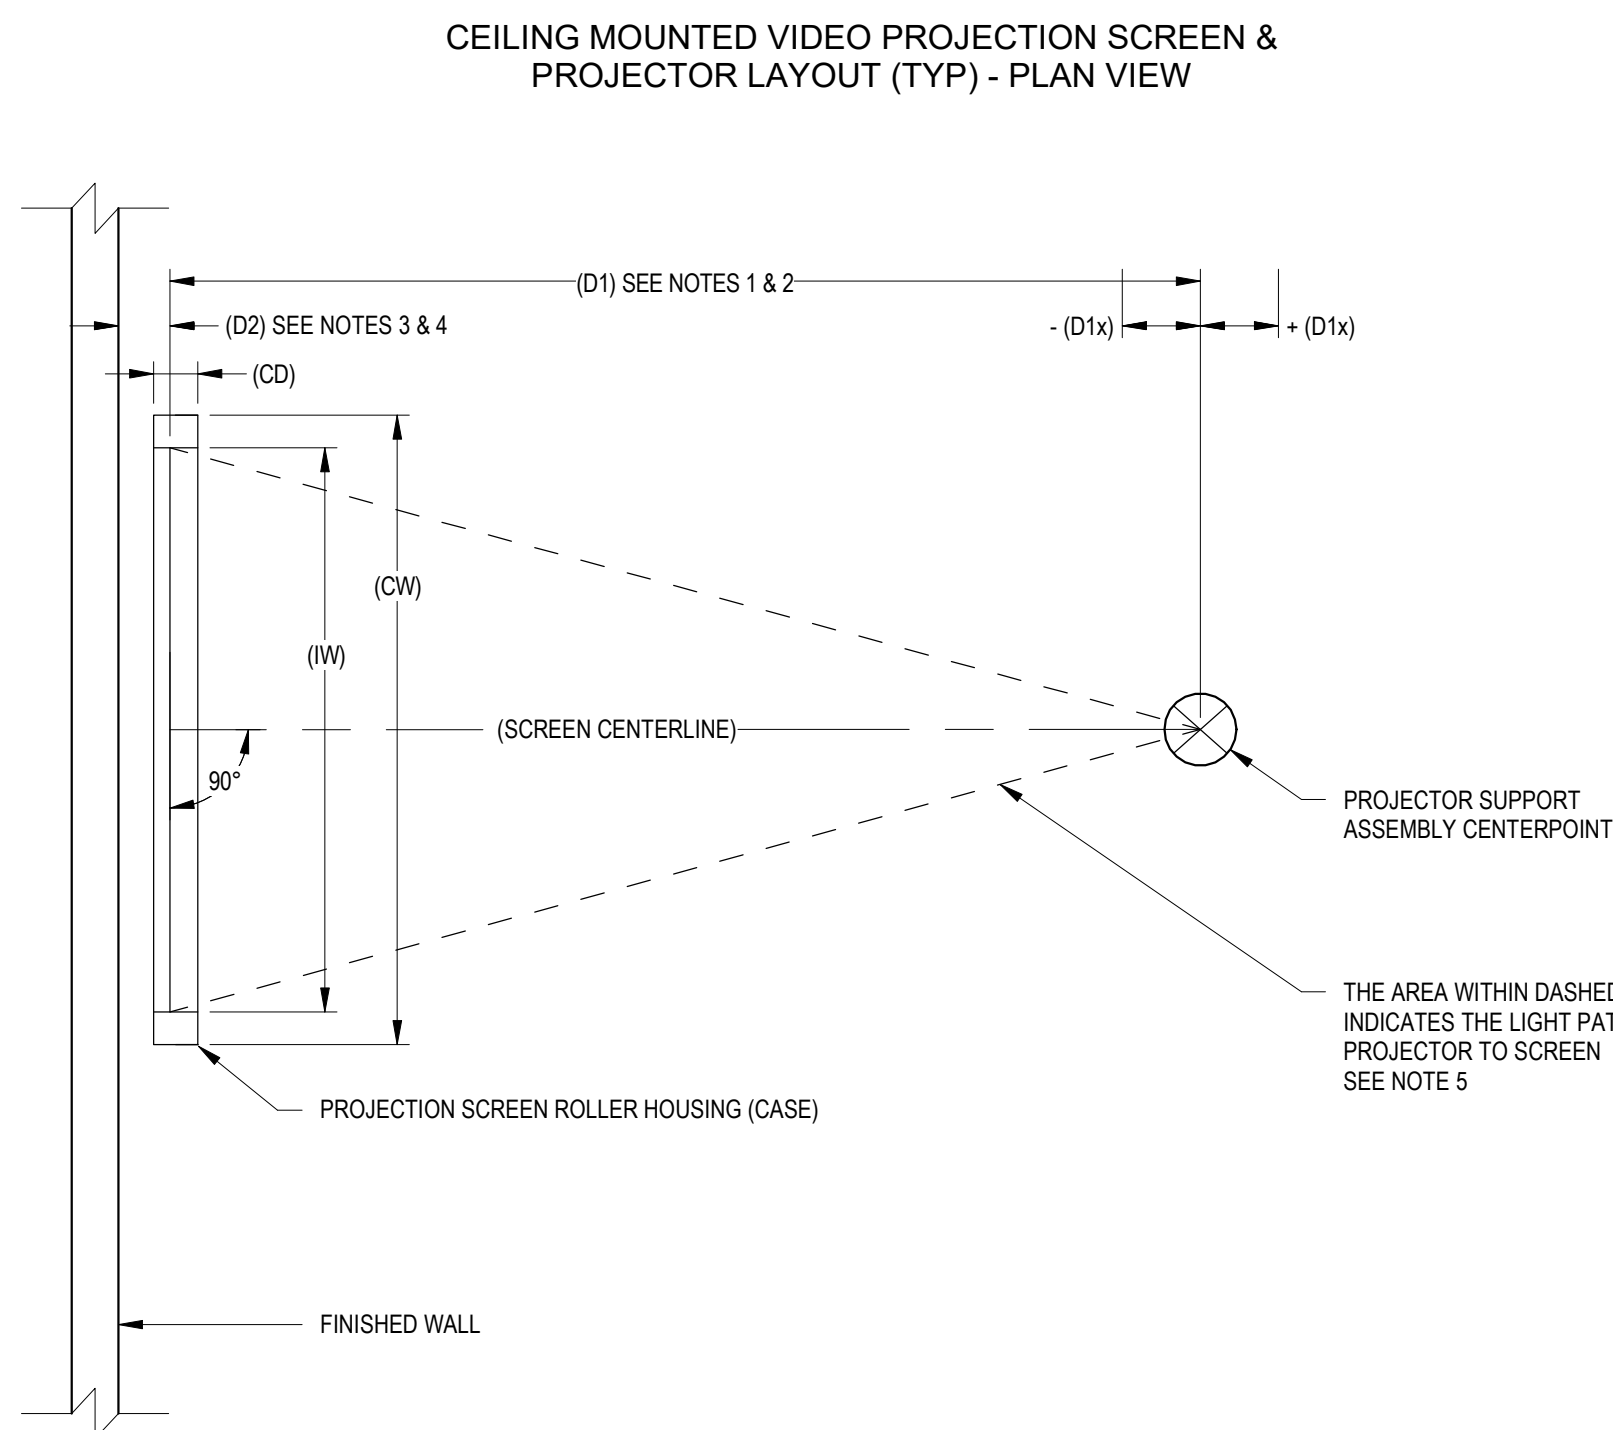 CEILING MOUNTED VIDEO PROJECTION SCREEN &
PROJECTOR LAYOUT (TYP) - PLAN VIEW
(D1) SEE NOTES 1 & 2
(D2) SEE NOTES 3 & 4
- (D1x)
+ (D1x)
(CD)
(CW)
(IW)
(SCREEN CENTERLINE)
90°
PROJECTOR SUPPORT
ASSEMBLY CENTERPOINT
THE AREA WITHIN DASHED
INDICATES THE LIGHT PAT
PROJECTOR TO SCREEN
SEE NOTE 5
PROJECTION SCREEN ROLLER HOUSING (CASE)
FINISHED WALL